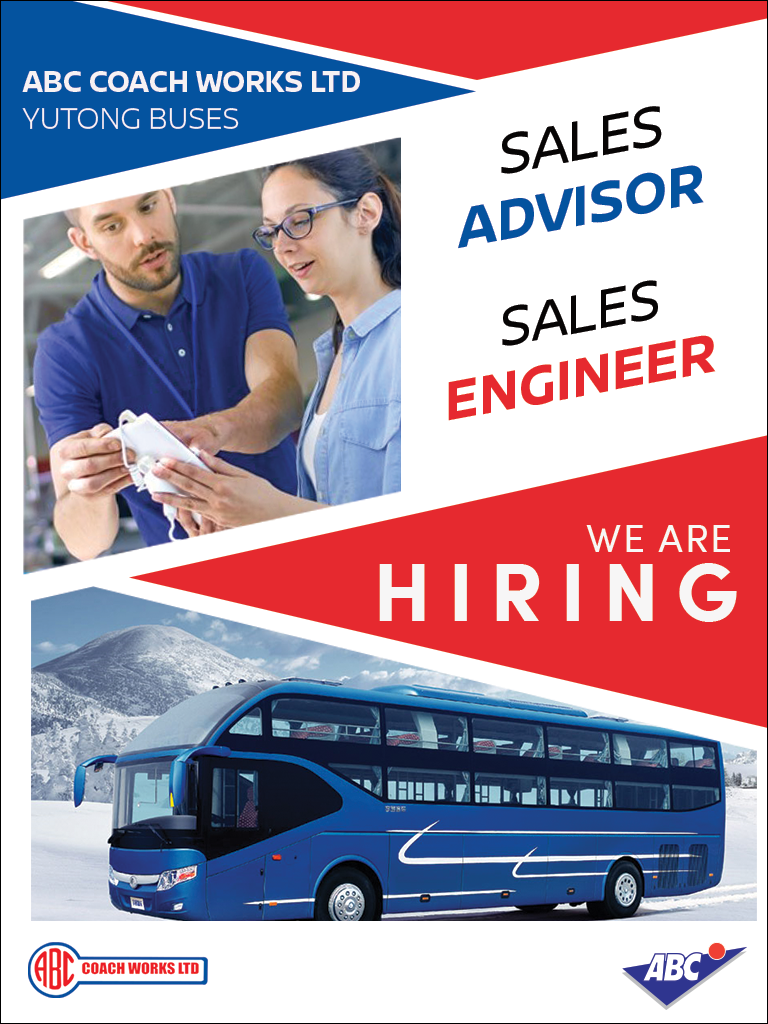 ABC COACH WORKS LTD
YUTONG BUSES
SALES
ADVISOR
SALES
ENGINEER
WE ARE
HIRING
ABC COACH WORKS LTD
ABC